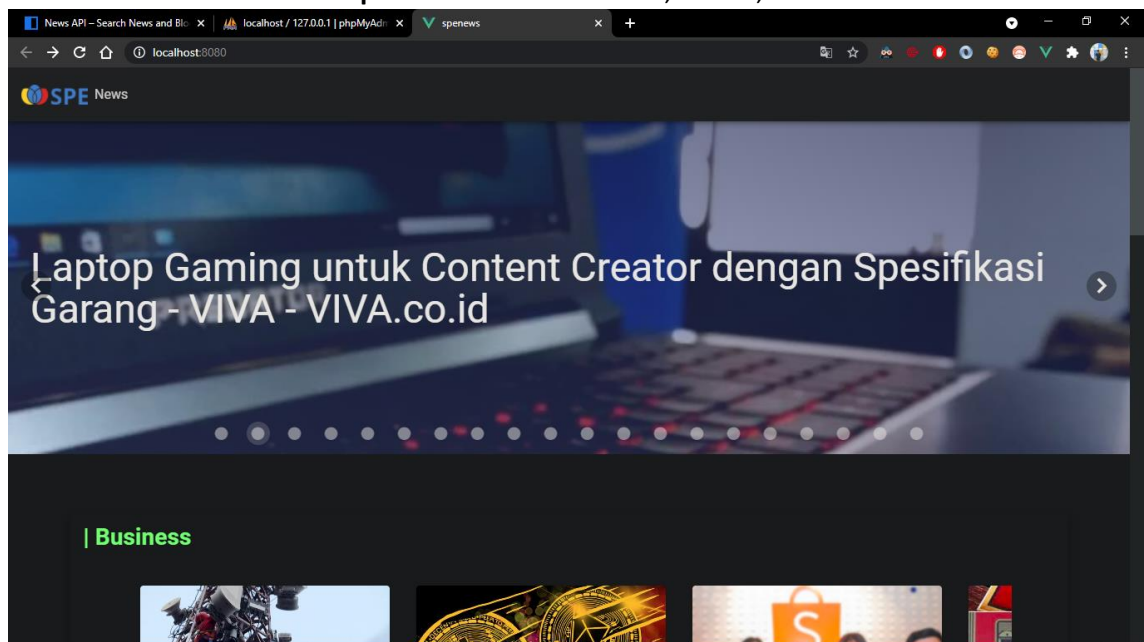 News API – Search News and Blo
localhost / 127.0.0.1 | phpMyAdm
spenews
localhost:8080
SPE News
Laptop Gaming untuk Content Creator dengan Spesifikasi
Garang - VIVA - VIVA.co.id
| Business
S